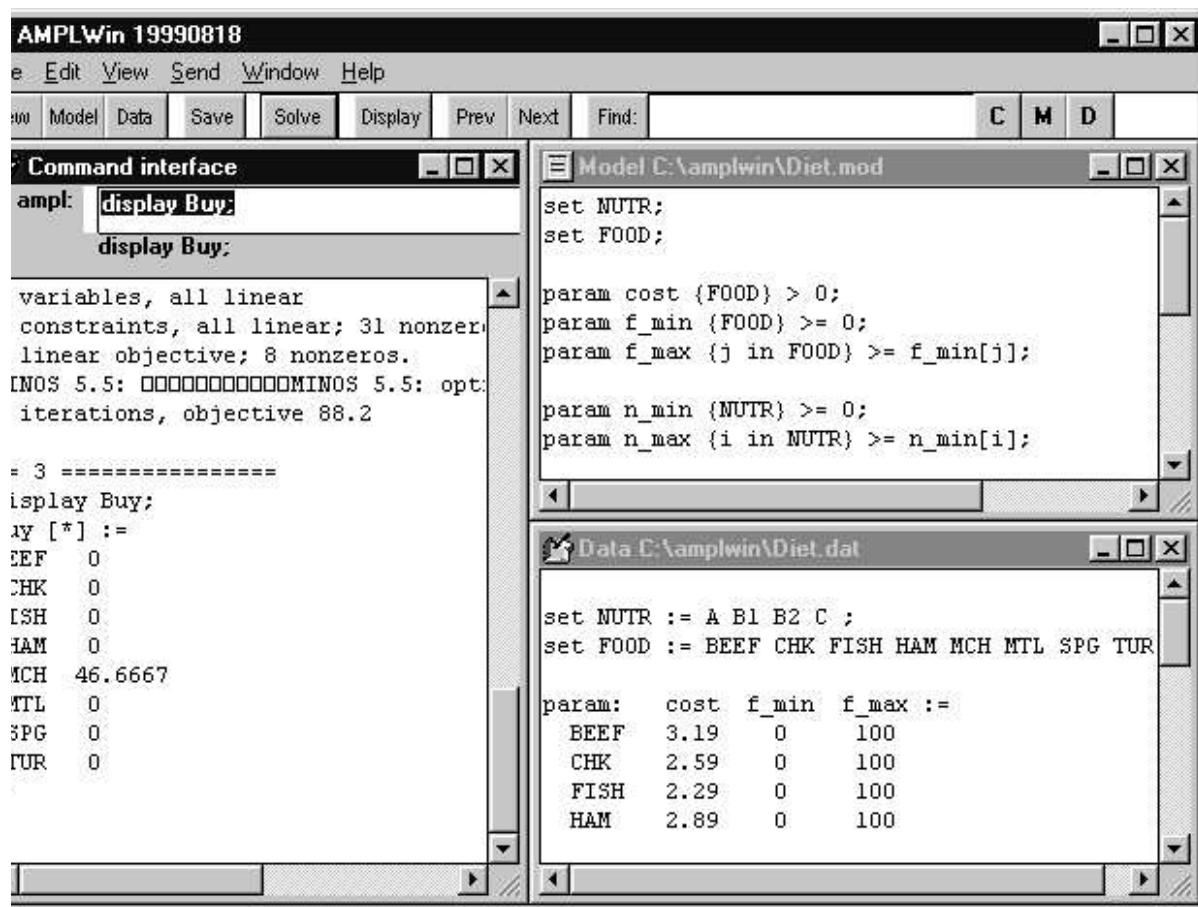 AMPLWin 19990818
e Edit View Send Window Help
ew Model Data Save Solve Display Prev Next Find: C M D
Command interface
ampl: display Buy;
display Buy;
variables, all linear
constraints, all linear; 31 nonzer
linear objective; 8 nonzeros.
INOS 5.5: □□□□□□□□□□□MINOS 5.5: opt
iterations, objective 88.2
= 3 ================
isplay Buy;
uy [*] :=
EEF 0
CHK 0
ISH 0
HAM 0
MCH 46.6667
MTL 0
SPG 0
TUR 0
Model C:\amplwin\Diet.mod
set NUTR;
set FOOD;
param cost {FOOD} > 0;
param f_min {FOOD} >= 0;
param f_max {j in FOOD} >= f_min[j];
param n_min {NUTR} >= 0;
param n_max {i in NUTR} >= n_min[i];
Data C:\amplwin\Diet.dat
set NUTR := A B1 B2 C ;
set FOOD := BEEF CHK FISH HAM MCH MTL SPG TUR
param: cost f_min f_max :=
BEEF 3.19 0 100
CHK 2.59 0 100
FISH 2.29 0 100
HAM 2.89 0 100